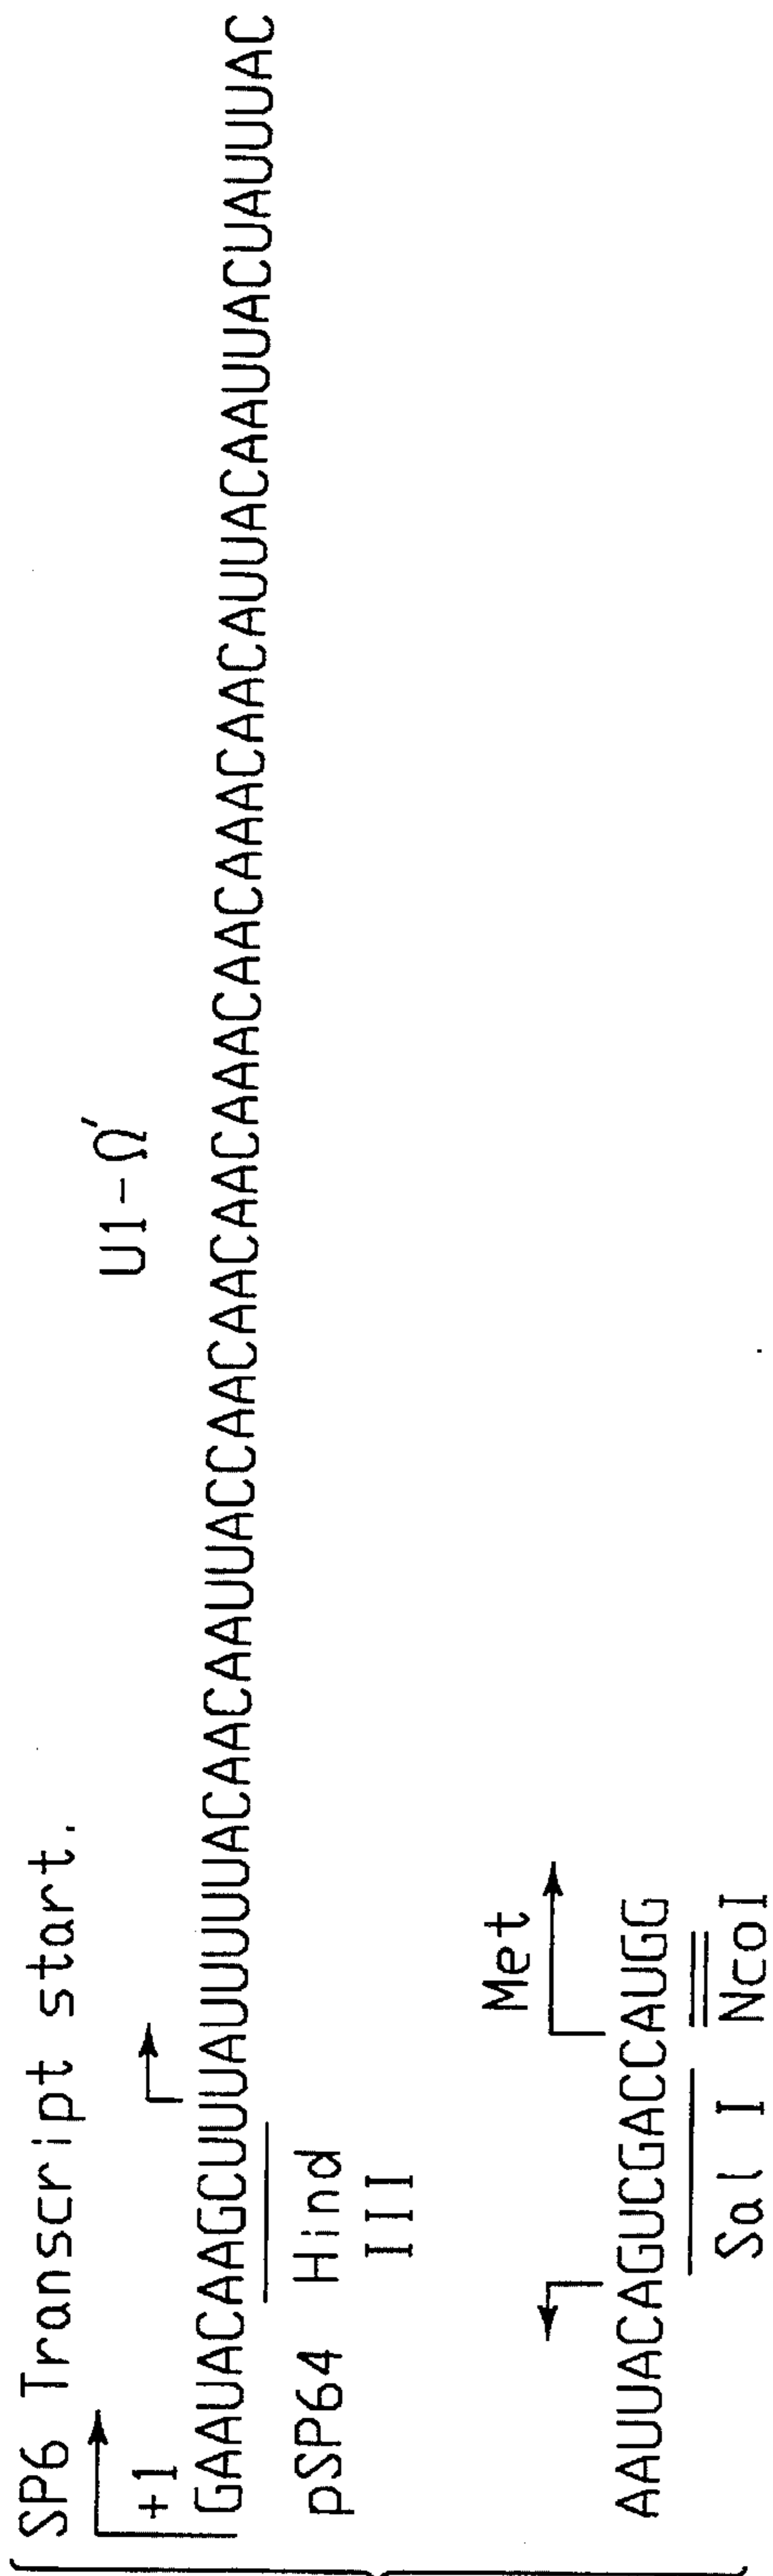 SP6 Transcript start.
U1-Ω'
+1
GAAUACAAGCUUUAUUUUUACAACAAUUACCAACAACAACAAACAACAAACAACAUUACAAUUACUAUUUAC
pSP64 Hind
III
Met
AAUUACAGUCGACCAUGG
Sal I NcoI